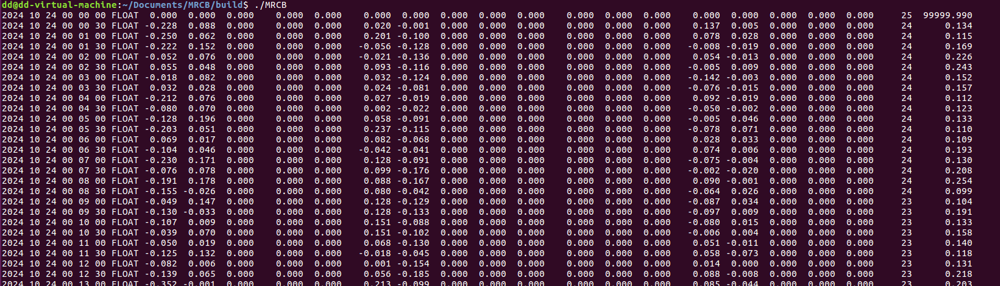 dd@dd-virtual-machine:~/Documents/MRCB/build$ ./MRCB
2024 10 24 00 00 00 FLOAT 0.000 0.000 0.000 0.000 0.000 0.000 0.000 0.000 0.000 0.000 0.000 0.000 0.000 0.000 0.000 0.000 0.000 0.000 25 99999.990
2024 10 24 00 00 30 FLOAT -0.228 0.088 0.000 0.000 0.000 0.020 -0.001 0.000 0.000 0.000 0.000 0.000 0.000 0.137 0.005 0.000 0.000 0.000 24 0.134
2024 10 24 00 01 00 FLOAT -0.250 0.062 0.000 0.000 0.000 0.201 -0.100 0.000 0.000 0.000 0.000 0.000 0.000 0.078 0.028 0.000 0.000 0.000 24 0.115
2024 10 24 00 01 30 FLOAT -0.222 0.152 0.000 0.000 0.000 -0.056 -0.128 0.000 0.000 0.000 0.000 0.000 0.000 -0.008 -0.019 0.000 0.000 0.000 24 0.169
2024 10 24 00 02 00 FLOAT -0.052 0.076 0.000 0.000 0.000 -0.021 -0.136 0.000 0.000 0.000 0.000 0.000 0.000 0.054 -0.013 0.000 0.000 0.000 24 0.226
2024 10 24 00 02 30 FLOAT 0.055 0.048 0.000 0.000 0.000 0.093 -0.116 0.000 0.000 0.000 0.000 0.000 0.000 -0.005 0.009 0.000 0.000 0.000 24 0.243
2024 10 24 00 03 00 FLOAT -0.018 0.082 0.000 0.000 0.000 0.032 -0.124 0.000 0.000 0.000 0.000 0.000 0.000 -0.142 -0.003 0.000 0.000 0.000 24 0.152
2024 10 24 00 03 30 FLOAT 0.032 0.028 0.000 0.000 0.000 0.024 -0.081 0.000 0.000 0.000 0.000 0.000 0.000 -0.076 -0.015 0.000 0.000 0.000 24 0.157
2024 10 24 00 04 00 FLOAT -0.212 0.076 0.000 0.000 0.000 0.027 -0.019 0.000 0.000 0.000 0.000 0.000 0.000 0.092 -0.019 0.000 0.000 0.000 24 0.112
2024 10 24 00 04 30 FLOAT -0.080 0.070 0.000 0.000 0.000 0.002 -0.022 0.000 0.000 0.000 0.000 0.000 0.000 -0.050 -0.002 0.000 0.000 0.000 24 0.123
2024 10 24 00 05 00 FLOAT -0.128 0.196 0.000 0.000 0.000 0.058 -0.091 0.000 0.000 0.000 0.000 0.000 0.000 -0.005 0.046 0.000 0.000 0.000 24 0.133
2024 10 24 00 05 30 FLOAT -0.203 0.051 0.000 0.000 0.000 0.237 -0.115 0.000 0.000 0.000 0.000 0.000 0.000 -0.078 0.071 0.000 0.000 0.000 24 0.110
2024 10 24 00 06 00 FLOAT 0.069 0.017 0.000 0.000 0.000 0.082 -0.068 0.000 0.000 0.000 0.000 0.000 0.000 0.028 0.033 0.000 0.000 0.000 24 0.109
2024 10 24 00 06 30 FLOAT -0.104 0.046 0.000 0.000 0.000 -0.042 -0.041 0.000 0.000 0.000 0.000 0.000 0.000 0.074 0.006 0.000 0.000 0.000 24 0.193
2024 10 24 00 07 00 FLOAT -0.230 0.171 0.000 0.000 0.000 0.128 -0.091 0.000 0.000 0.000 0.000 0.000 0.000 -0.075 -0.004 0.000 0.000 0.000 24 0.130
2024 10 24 00 07 30 FLOAT -0.076 0.078 0.000 0.000 0.000 0.099 -0.176 0.000 0.000 0.000 0.000 0.000 0.000 -0.002 -0.020 0.000 0.000 0.000 24 0.208
2024 10 24 00 08 00 FLOAT -0.191 0.178 0.000 0.000 0.000 0.088 -0.167 0.000 0.000 0.000 0.000 0.000 0.000 0.090 -0.001 0.000 0.000 0.000 24 0.254
2024 10 24 00 08 30 FLOAT -0.155 -0.026 0.000 0.000 0.000 0.080 -0.042 0.000 0.000 0.000 0.000 0.000 0.000 -0.064 0.026 0.000 0.000 0.000 24 0.099
2024 10 24 00 09 00 FLOAT -0.049 0.147 0.000 0.000 0.000 0.128 -0.129 0.000 0.000 0.000 0.000 0.000 0.000 -0.087 0.034 0.000 0.000 0.000 23 0.104
2024 10 24 00 09 30 FLOAT -0.130 -0.033 0.000 0.000 0.000 0.128 -0.133 0.000 0.000 0.000 0.000 0.000 0.000 -0.097 0.009 0.000 0.000 0.000 23 0.191
2024 10 24 00 10 00 FLOAT -0.107 0.009 0.000 0.000 0.000 0.151 -0.088 0.000 0.000 0.000 0.000 0.000 0.000 -0.080 0.015 0.000 0.000 0.000 23 0.133
2024 10 24 00 10 30 FLOAT -0.039 0.070 0.000 0.000 0.000 0.151 -0.102 0.000 0.000 0.000 0.000 0.000 0.000 -0.006 0.004 0.000 0.000 0.000 23 0.158
2024 10 24 00 11 00 FLOAT -0.050 0.019 0.000 0.000 0.000 0.068 -0.130 0.000 0.000 0.000 0.000 0.000 0.000 0.051 -0.011 0.000 0.000 0.000 23 0.140
2024 10 24 00 11 30 FLOAT -0.125 0.132 0.000 0.000 0.000 -0.018 -0.045 0.000 0.000 0.000 0.000 0.000 0.000 0.058 -0.073 0.000 0.000 0.000 23 0.118
2024 10 24 00 12 00 FLOAT -0.082 0.006 0.000 0.000 0.000 0.001 -0.154 0.000 0.000 0.000 0.000 0.000 0.000 0.014 0.000 0.000 0.000 0.000 23 0.131
2024 10 24 00 12 30 FLOAT -0.139 0.065 0.000 0.000 0.000 0.056 -0.185 0.000 0.000 0.000 0.000 0.000 0.000 0.088 -0.008 0.000 0.000 0.000 23 0.218
2024 10 24 00 13 00 FLOAT -0.352 -0.001 0.000 0.000 0.000 0.213 -0.099 0.000 0.000 0.000 0.000 0.000 0.000 0.085 -0.044 0.000 0.000 0.000